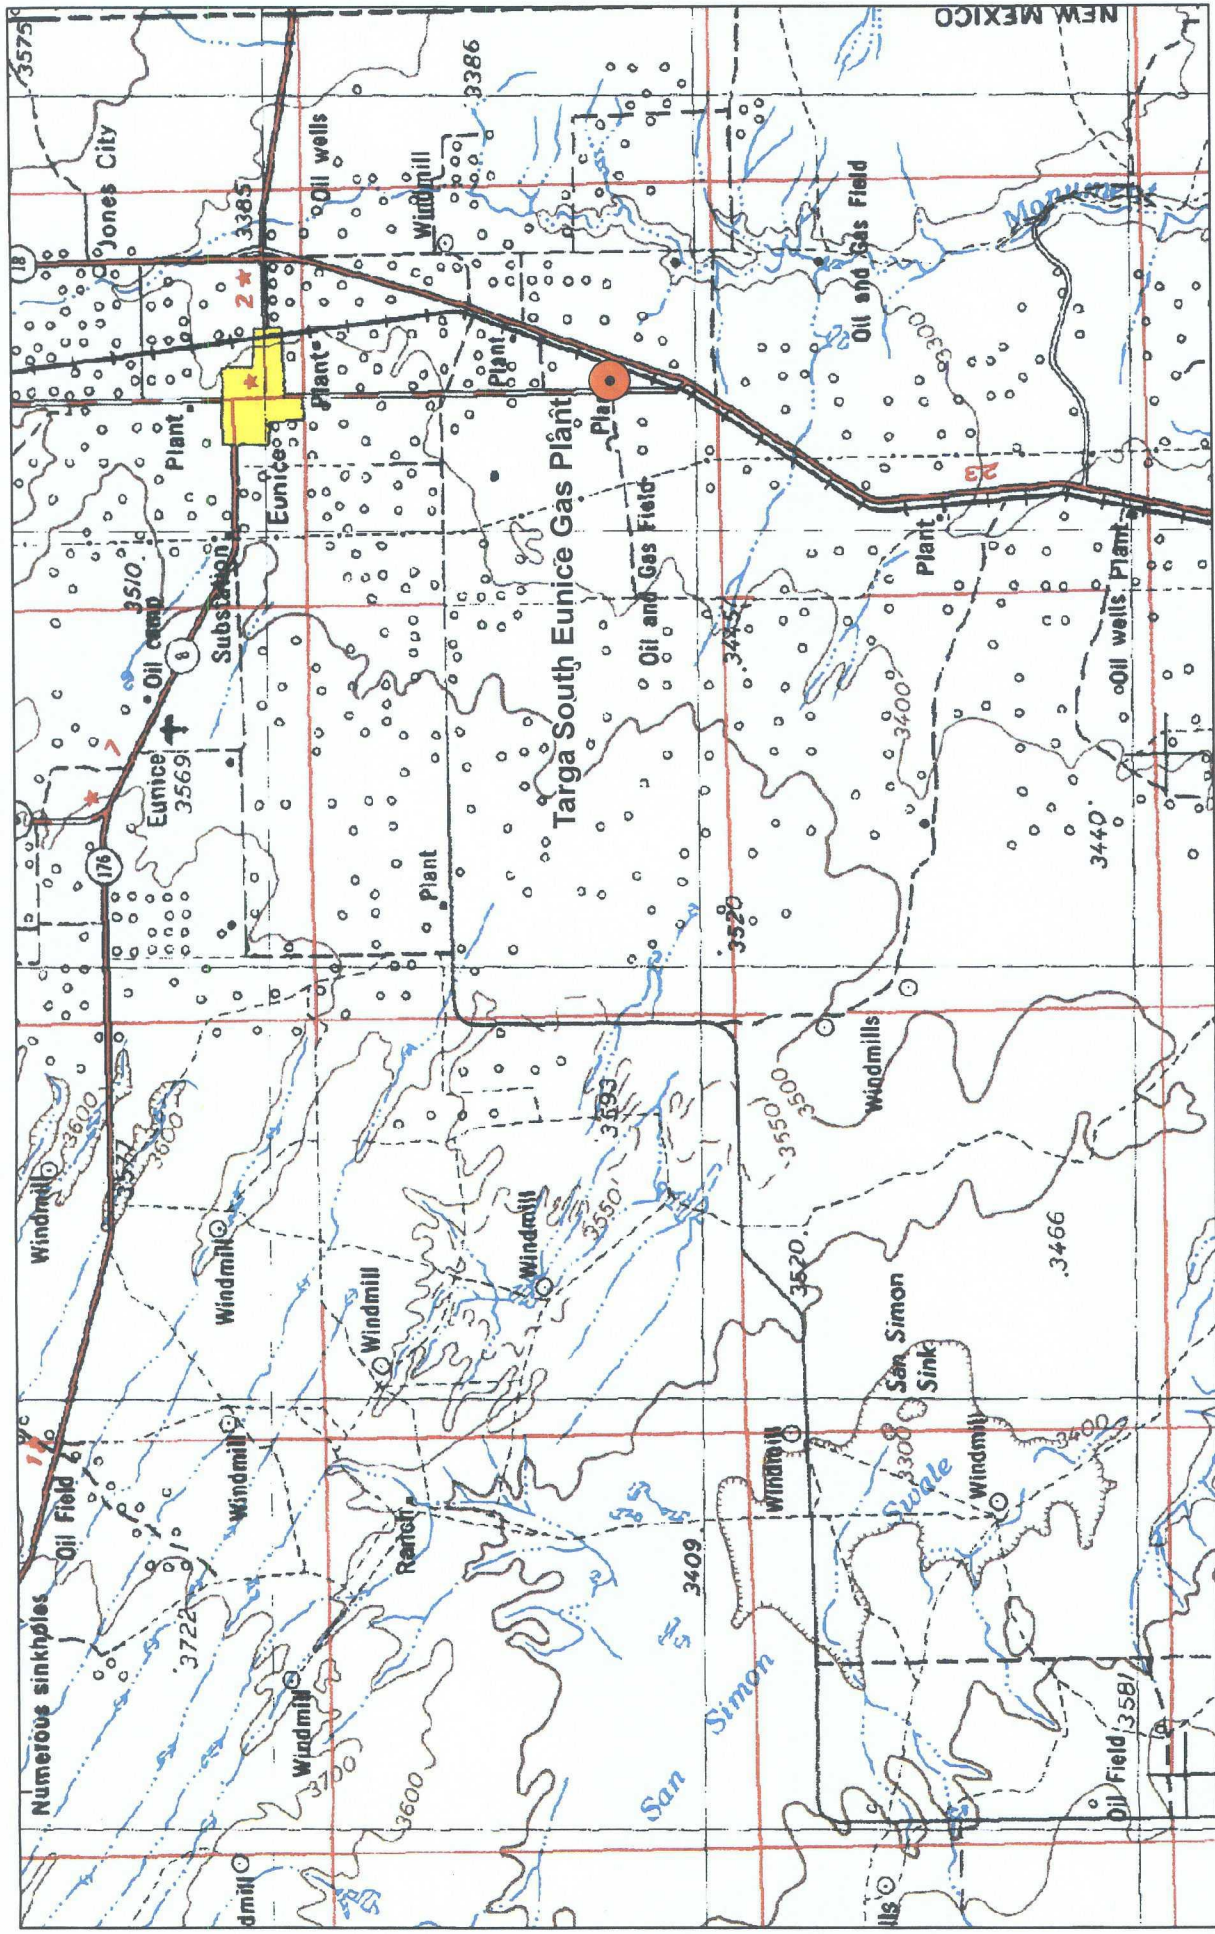 Numerous sinkholes
Oil Field
3722
Windmill
3700
3600
Windmill
Windmill
Windmill
Ranch
Windmill
3600
3577
3600
Windmill
Windmill
3550
3593
176
Eunice
3569
Oil camp
8
3510
Substation
Eunice
7
Plant
Plant
Plant
Plant
Targa South Eunice Gas Plant
Oil and Gas Field
3445
3520
3575
Jones City
18
2
3385
Oil wells
Windmill
3386
Oil and Gas Field
3300
NEW MEXICO
23
Plant
Oil wells
Plant
3400
3440
3500
3550
Windmills
3520
3466
San Simon
Sink
3300
Windmill
Windmill
3400
Swale
3409
San
Simon
3581
Oil Field